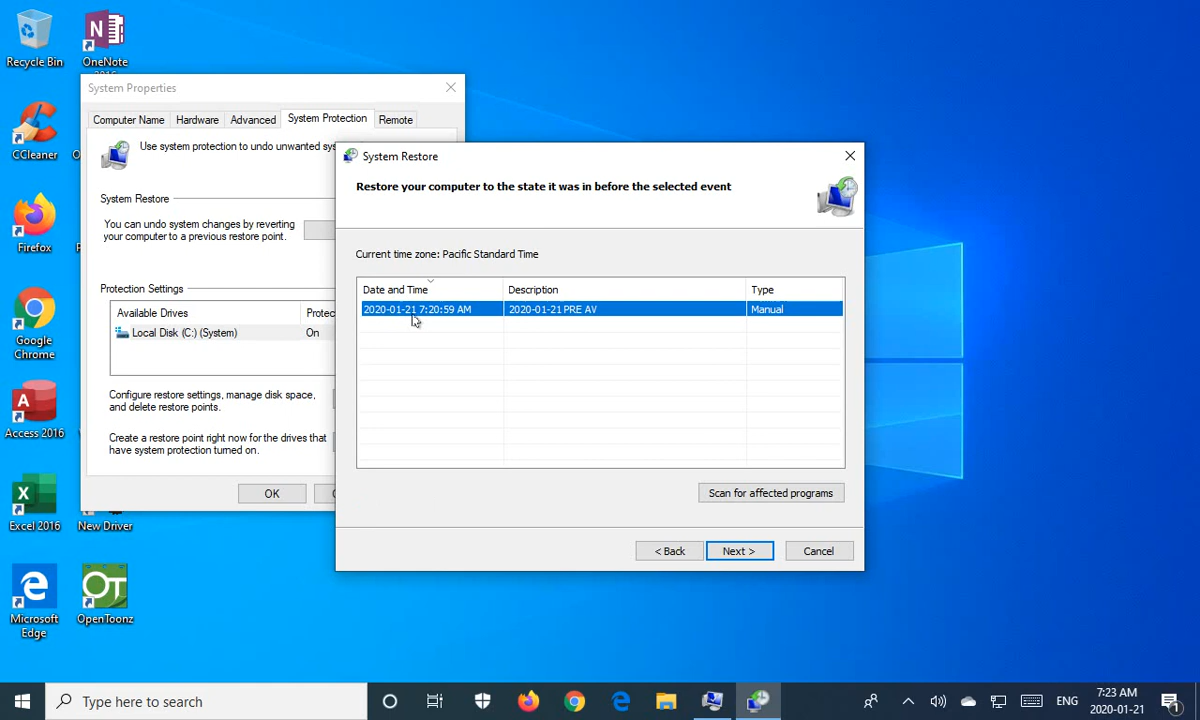 Recycle Bin
OneNote
2016
CCleaner
O
Firefox
P
Google
Chrome
Access 2016
Excel 2016
New Driver
Microsoft
Edge
OpenToonz
System Properties
Computer Name
Hardware
Advanced
System Protection
Remote
Use system protection to undo unwanted sys
System Restore
You can undo system changes by reverting
your computer to a previous restore point.
Protection Settings
Available Drives
Protec
Local Disk (C:) (System)
On
Configure restore settings, manage disk space,
and delete restore points.
Create a restore point right now for the drives that
have system protection turned on.
OK
System Restore
Restore your computer to the state it was in before the selected event
Current time zone: Pacific Standard Time
Date and Time
Description
Type
2020-01-21 7:20:59 AM
2020-01-21 PRE AV
Manual
Scan for affected programs
< Back
Next >
Cancel
Type here to search
ENG
7:23 AM
2020-01-21
1